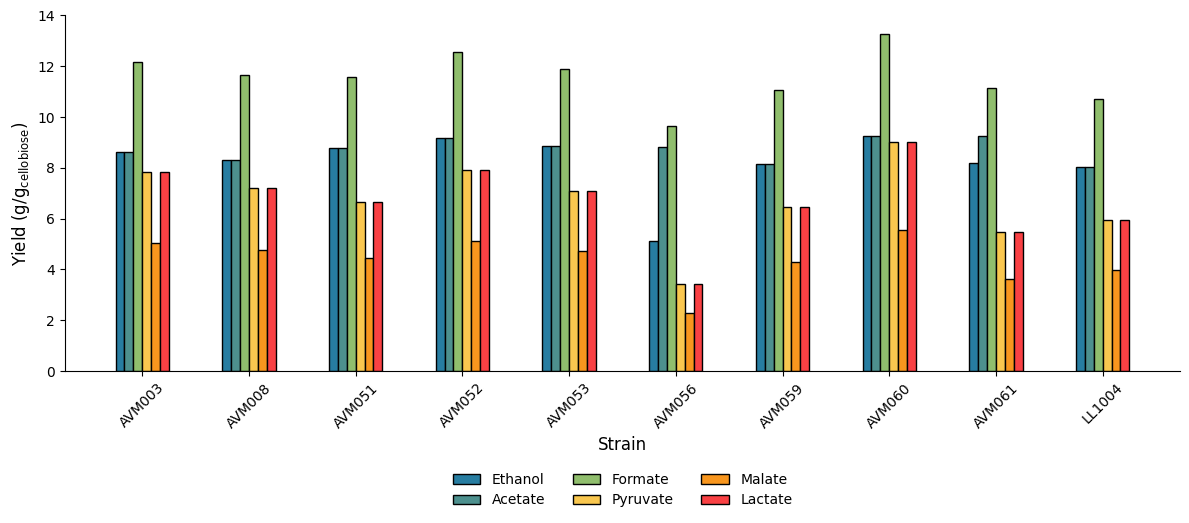 14
12
10
8
6
4
2
0
Yield (g/g_cellobiose)
AVM003 AVM008 AVM051 AVM052 AVM053 AVM056 AVM059 AVM060 AVM061 LL1004
Strain
Ethanol Formate Malate
Acetate Pyruvate Lactate